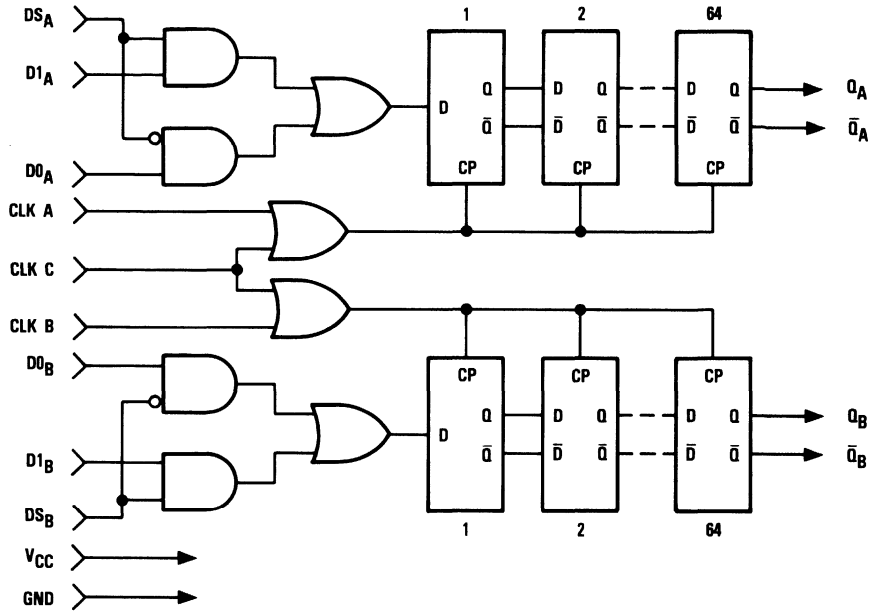 1 2 64
DS_A
D1_A
D0_A
D Q D Q D Q Q_A
Q̅ D̅ Q̅ D̅ Q̅ Q̅_A
CP CP CP
CLK A
CLK C
CLK B
CP CP CP
D0_B
D1_B
DS_B
D Q D Q D Q Q_B
Q̅ D̅ Q̅ D̅ Q̅ Q̅_B
1 2 64
V_CC
GND